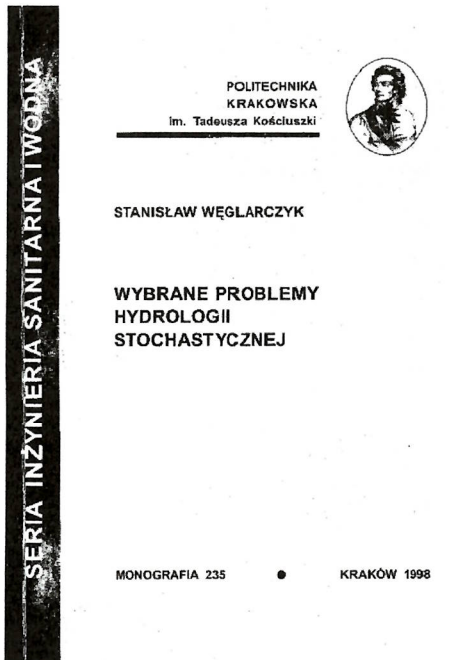 SERIA INŻYNIERIA SANITARNA I WODNA
POLITECHNIKA
KRAKOWSKA
im. Tadeusza Kościuszki
STANISŁAW WĘGLARCZYK
WYBRANE PROBLEMY
HYDROLOGII
STOCHASTYCZNEJ
MONOGRAFIA 235 ● KRAKÓW 1998